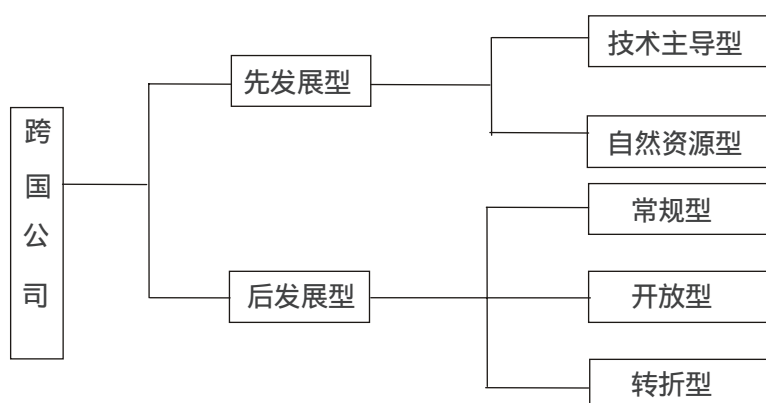 跨国公司
先发展型
技术主导型
自然资源型
后发展型
常规型
开放型
转折型